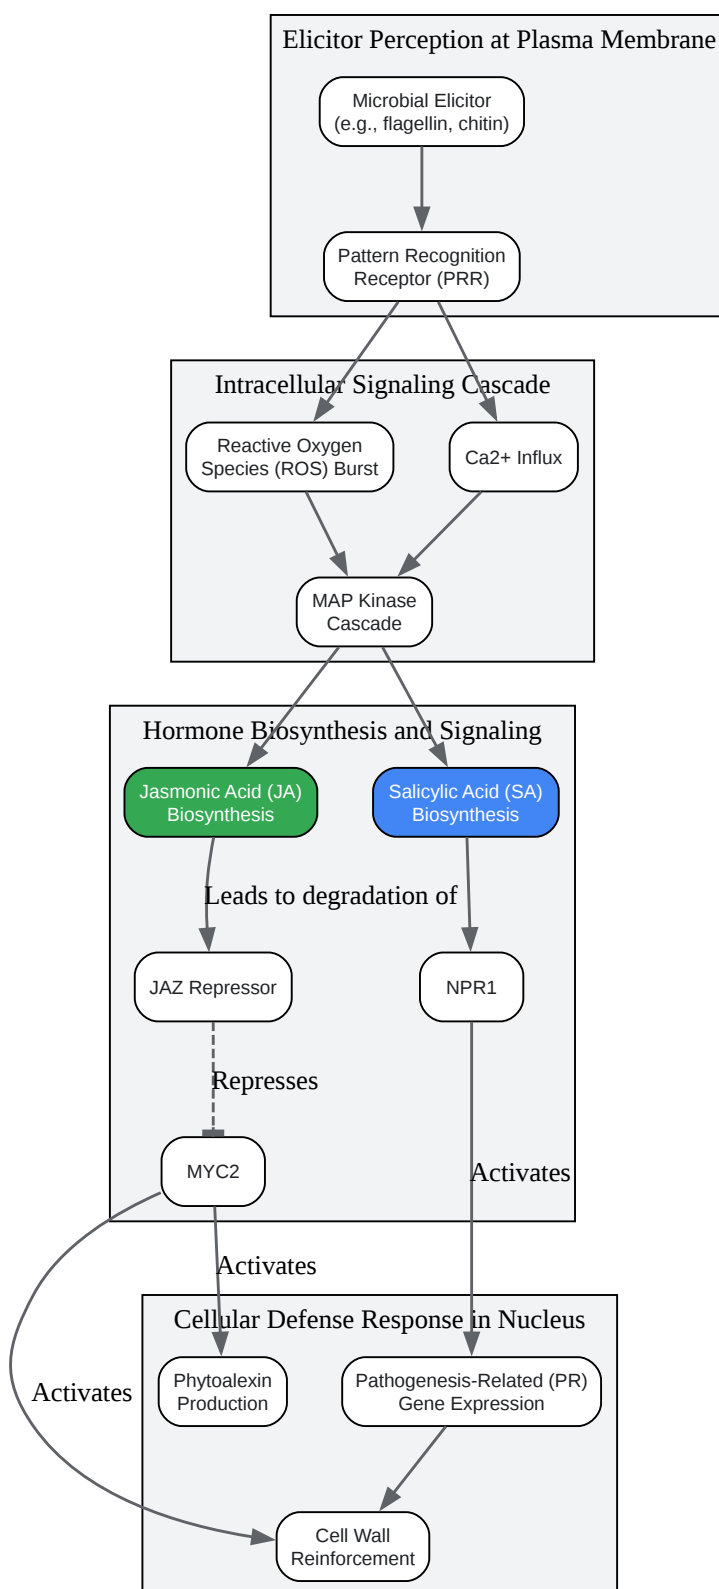 Elicitor Perception at Plasma Membrane
Microbial Elicitor
(e.g., flagellin, chitin)
Pattern Recognition
Receptor (PRR)
Intracellular Signaling Cascade
Reactive Oxygen
Species (ROS) Burst
Ca2+ Influx
MAP Kinase
Cascade
Hormone Biosynthesis and Signaling
Jasmonic Acid (JA)
Biosynthesis
Salicylic Acid (SA)
Biosynthesis
Leads to degradation of
JAZ Repressor
NPR1
Represses
MYC2
Activates
Activates
Cellular Defense Response in Nucleus
Phytoalexin
Production
Pathogenesis-Related (PR)
Gene Expression
Activates
Cell Wall
Reinforcement